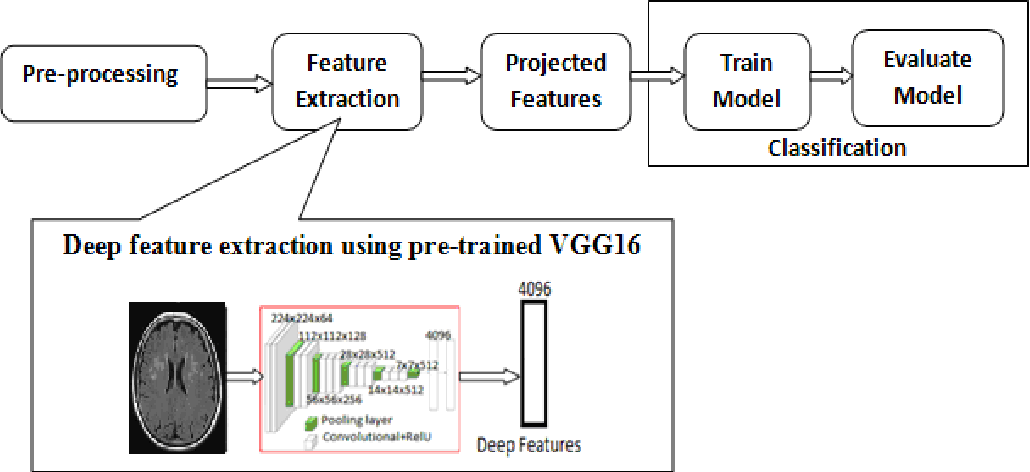 Pre-processing
Feature
Extraction
Projected
Features
Train
Model
Evaluate
Model
Classification
Deep feature extraction using pre-trained VGG16
224x224x64
112x112x128
28x28x512
7x7x512
4096
56x56x256
14x14x512
Pooling layer
Convolutional+RelU
4096
Deep Features